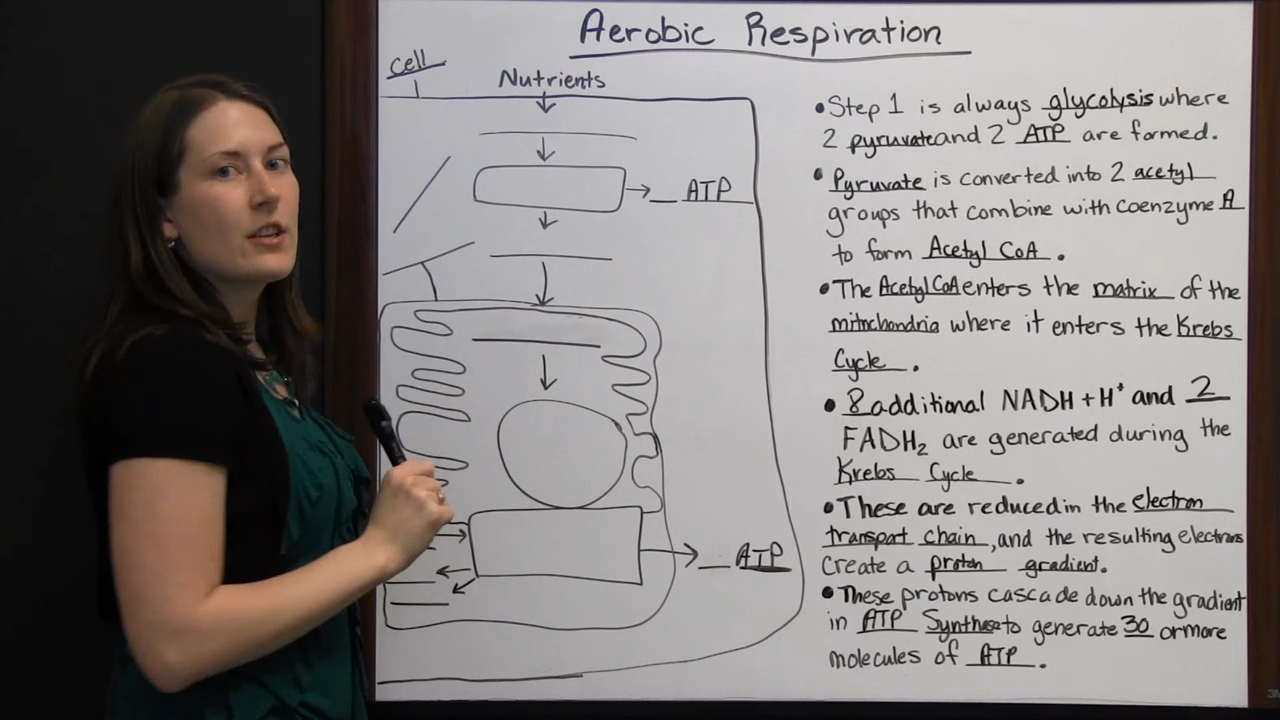 Aerobic Respiration
cell
Nutrients
ATP
ATP
• Step 1 is always glycolysis where
2 pyruvate and 2 ATP are formed.
• Pyruvate is converted into 2 acetyl
groups that combine with coenzyme A
to form Acetyl CoA.
• The Acetyl CoA enters the matrix of the
mitochondria where it enters the Krebs
Cycle.
• 8 additional NADH + H⁺ and 2
FADH₂ are generated during the
Krebs Cycle.
• These are reduced in the electron
transport chain, and the resulting electrons
create a proton gradient.
• These protons cascade down the gradient
in ATP Synthase to generate 30 or more
molecules of ATP.